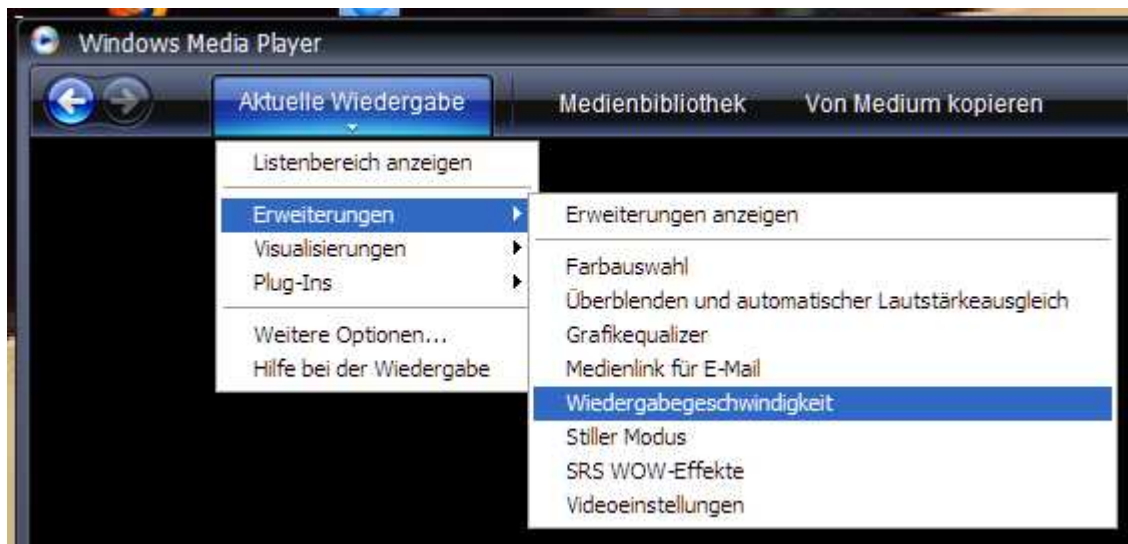 Windows Media Player
Aktuelle Wiedergabe
Medienbibliothek
Von Medium kopieren
Listenbereich anzeigen
Erweiterungen
Visualisierungen
Plug-Ins
Weitere Optionen...
Hilfe bei der Wiedergabe
Erweiterungen anzeigen
Farbauswahl
Überblenden und automatischer Lautstärkeausgleich
Grafikequalizer
Medienlink für E-Mail
Wiedergabegeschwindigkeit
Stiller Modus
SRS WOW-Effekte
Videoeinstellungen